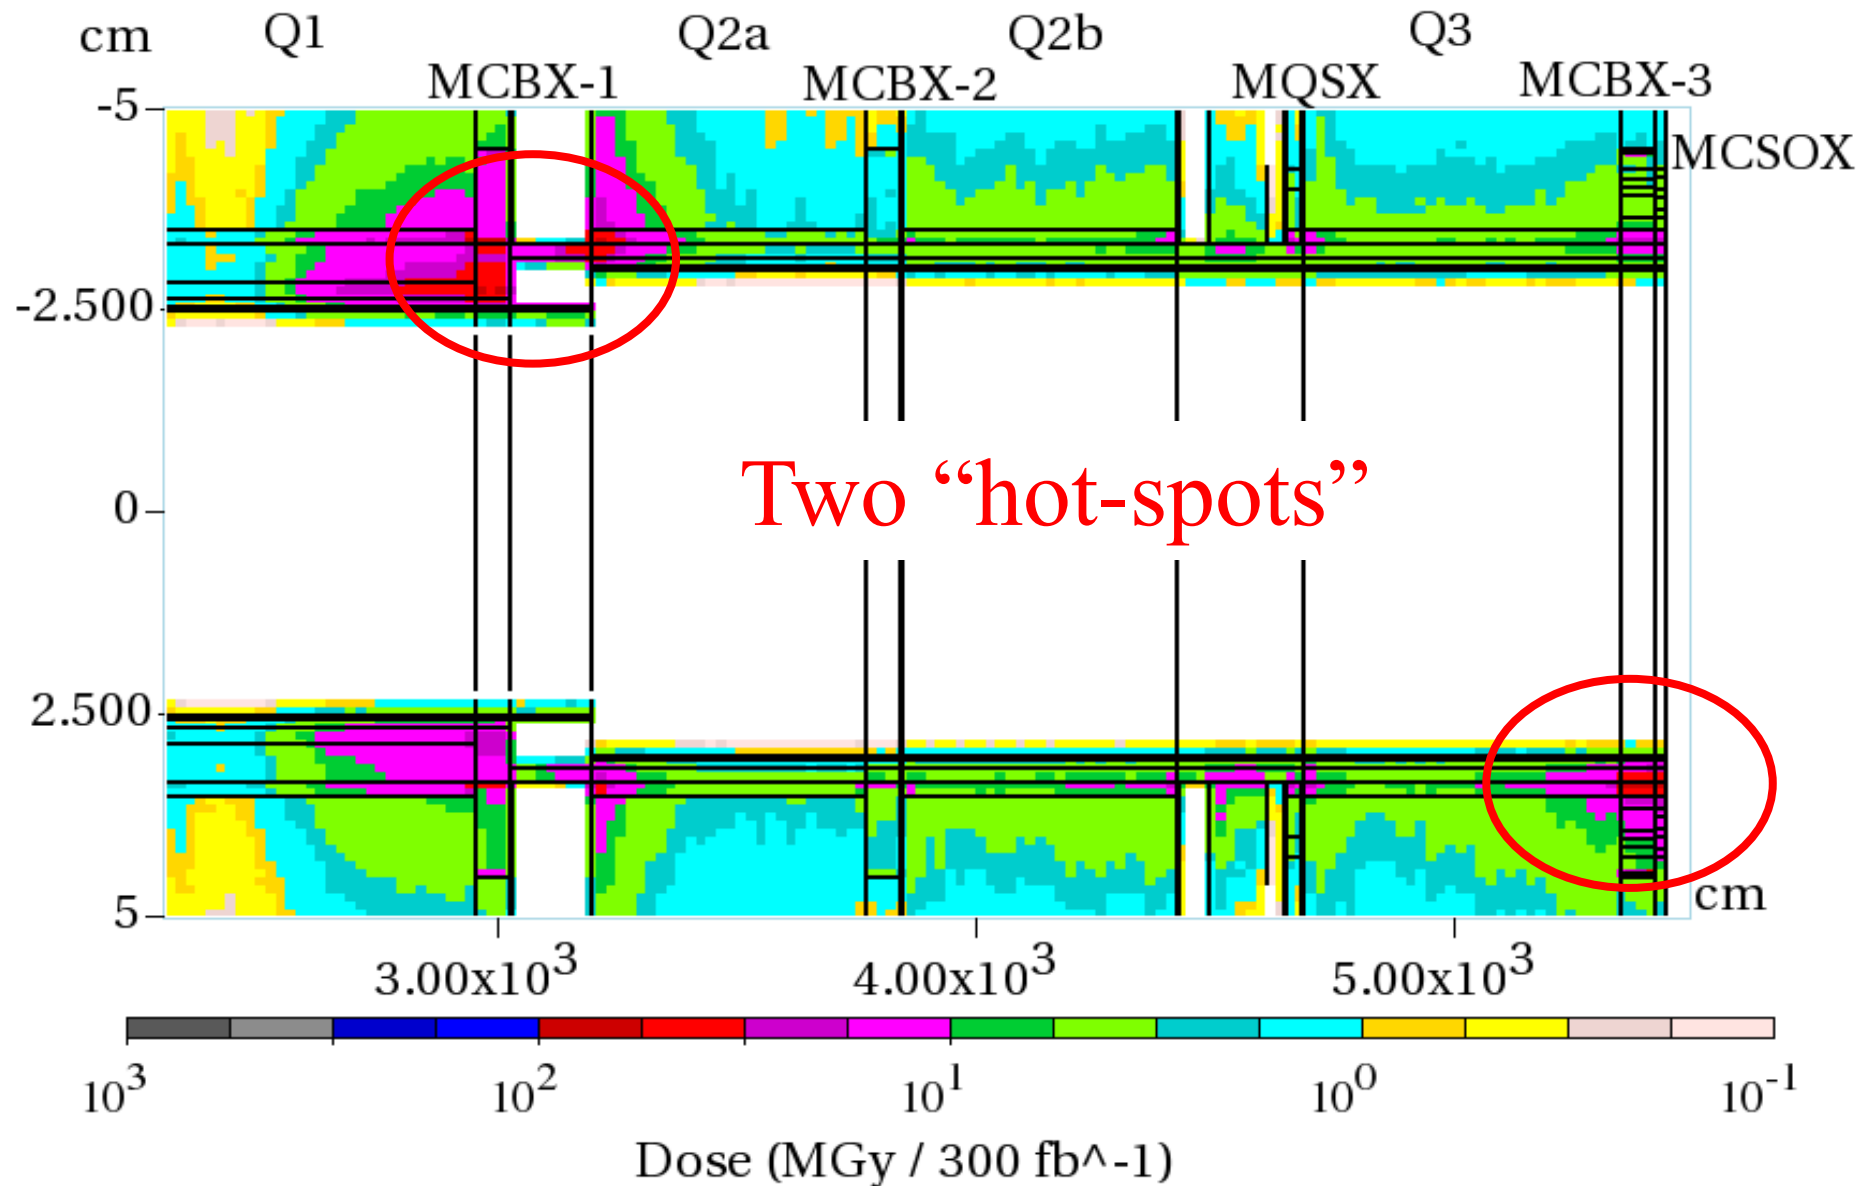 cm Q1 Q2a Q2b Q3
MCBX-1 MCBX-2 MQSX MCBX-3
-5
MCSOX
-2.500
Two “hot-spots”
0
2.500
cm
5
3.00x10^3 4.00x10^3 5.00x10^3
10^3 10^2 10^1 10^0 10^-1
Dose (MGy / 300 fb^-1)